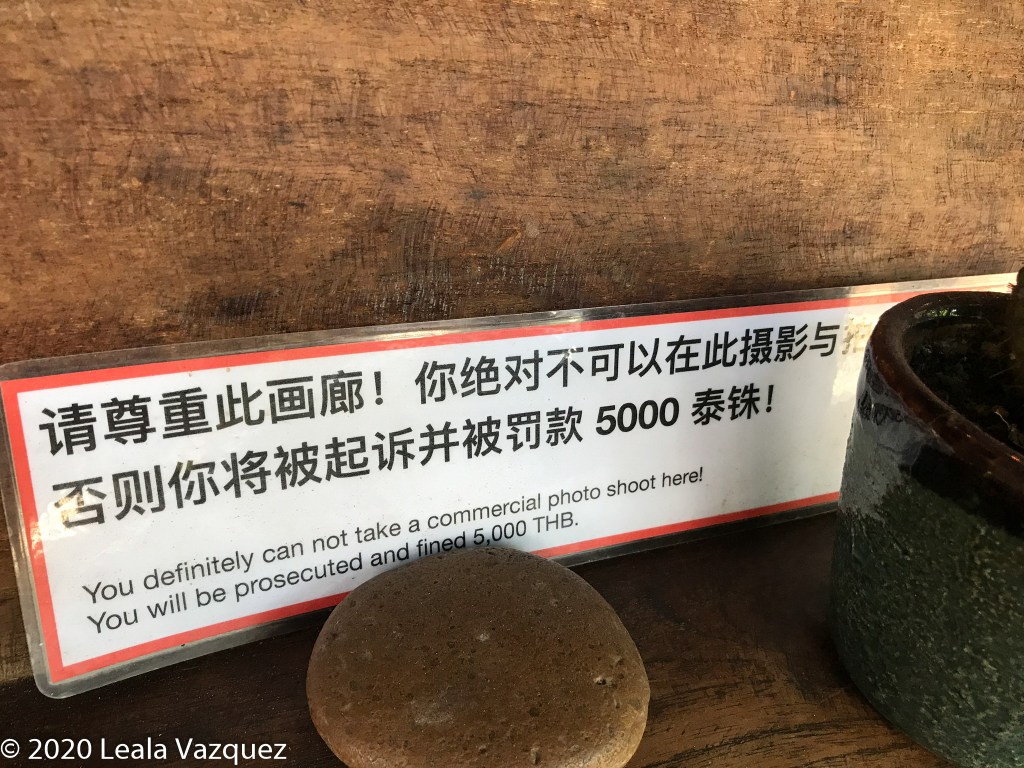 请尊重此画廊！你绝对不可以在此摄影与
否则你将被起诉并被罚款 5000 泰铢！
You definitely can not take a commercial photo shoot here!
You will be prosecuted and fined 5,000 THB.
© 2020 Leala Vazquez